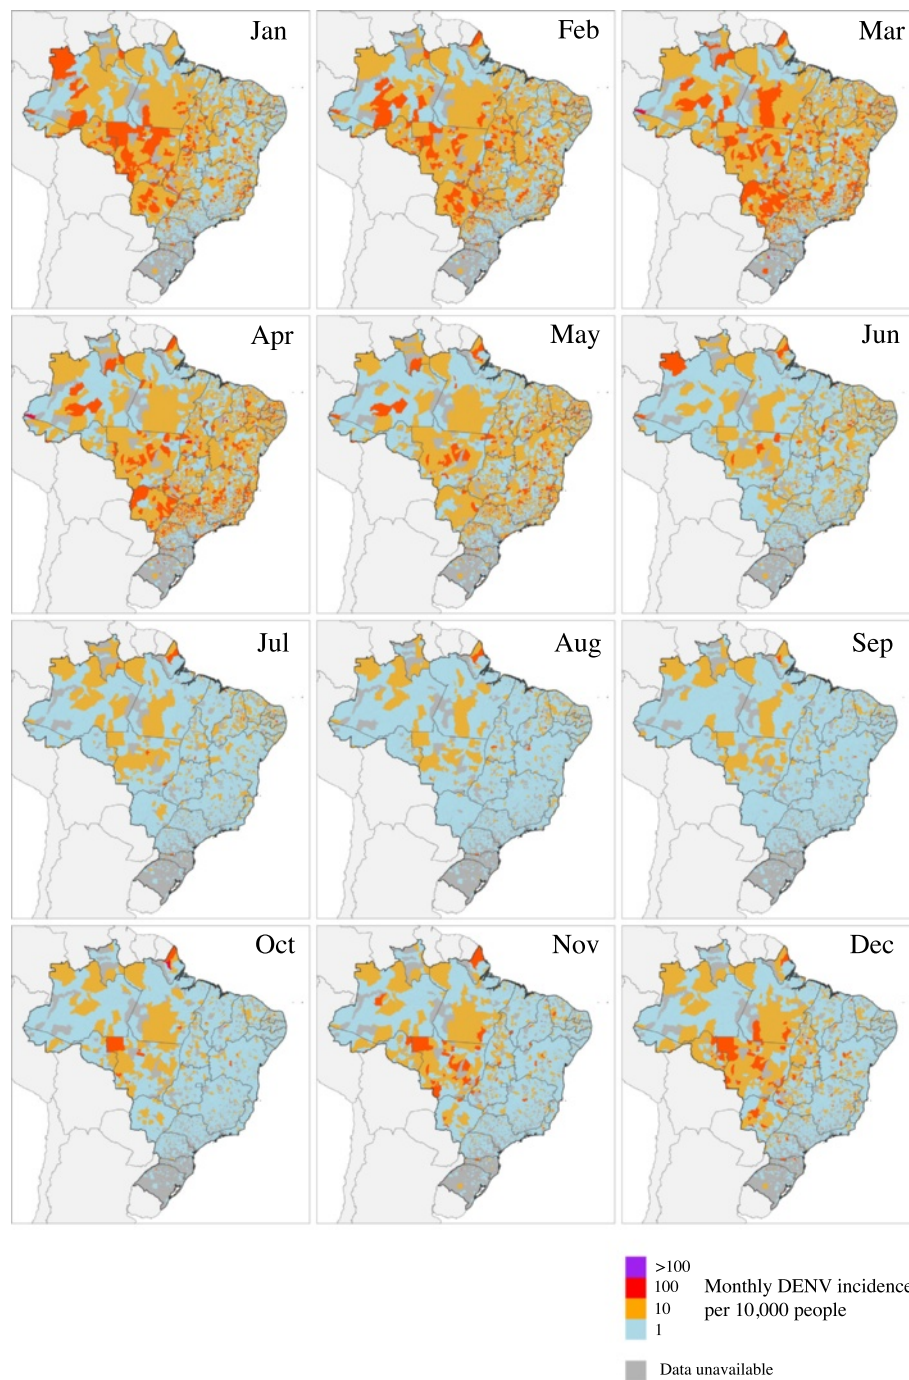 Jan
Feb
Mar
Apr
May
Jun
Jul
Aug
Sep
Oct
Nov
Dec
>100
100
10
1
Monthly DENV incidence
per 10,000 people
Data unavailable